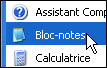 Assistant Comp
Bloc-notes
Calculatrice